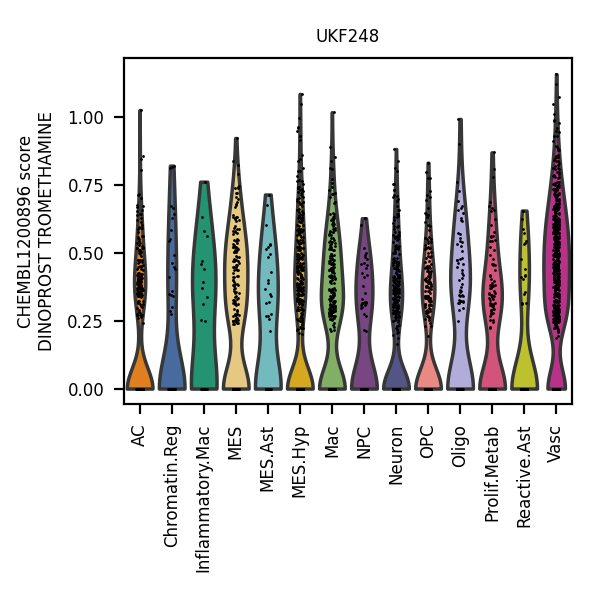 UKF248
CHEMBL1200896 score
DINOPROST TROMETHAMINE
1.00
0.75
0.50
0.25
0.00
AC
Chromatin.Reg
Inflammatory.Mac
MES
MES.Ast
MES.Hyp
Mac
NPC
Neuron
OPC
Oligo
Prolif.Metab
Reactive.Ast
Vasc